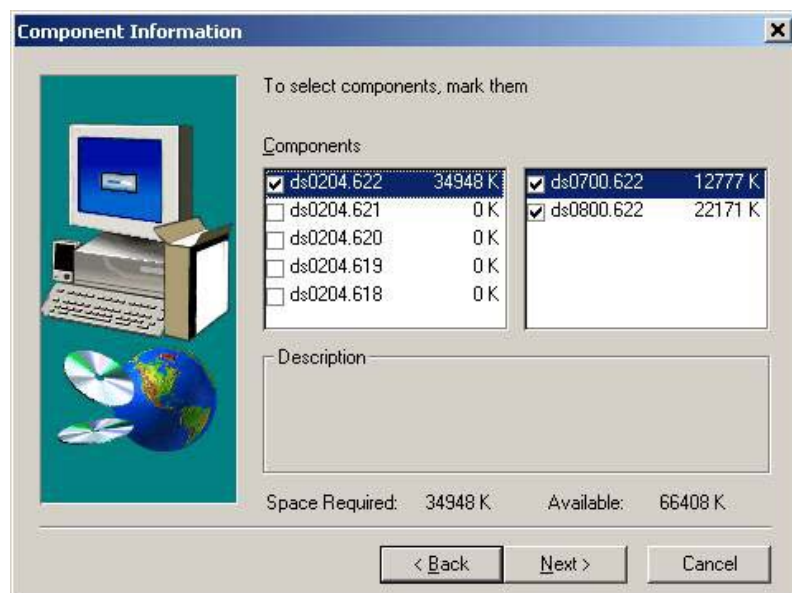 Component Information
To select components, mark them
Components
ds0204.622 34948 K
ds0204.621 0 K
ds0204.620 0 K
ds0204.619 0 K
ds0204.618 0 K
ds0700.622 12777 K
ds0800.622 22171 K
Description
Space Required: 34948 K Available: 66408 K
< Back Next > Cancel